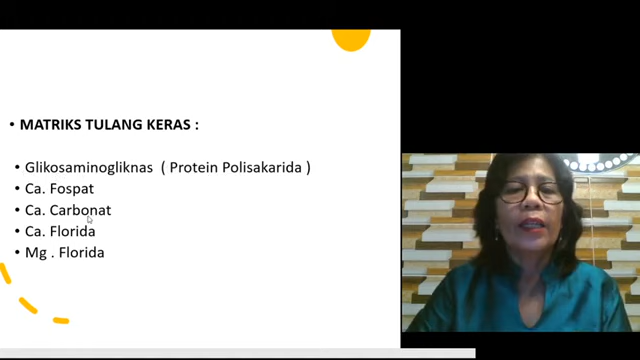 • MATRIKS TULANG KERAS :
• Glikosaminogliknas ( Protein Polisakarida )
• Ca. Fospat
• Ca. Carbonat
• Ca. Florida
• Mg . Florida